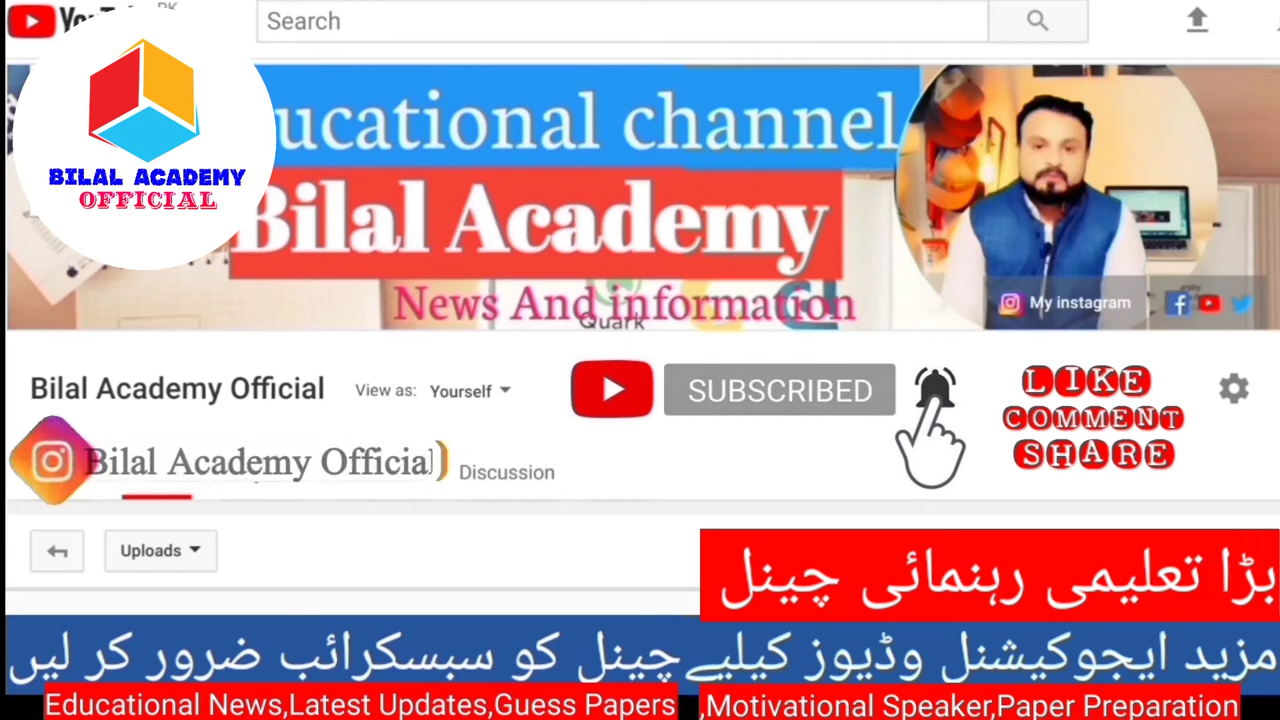 PK
Search
BILAL ACADEMY
OFFICIAL
ucational channel
Bilal Academy
News And information
Quark
My instagram
Bilal Academy Official
View as: Yourself
SUBSCRIBED
LIKE
COMMENT
SHARE
Bilal Academy Official
Discussion
Uploads
بڑا تعلیمی رہنمائی چینل
مزید ایجوکیشنل وڈیوز کیلیے چینل کو سبسکرائب ضرور کر لیں
Educational News,Latest Updates,Guess Papers ,Motivational Speaker,Paper Preparation